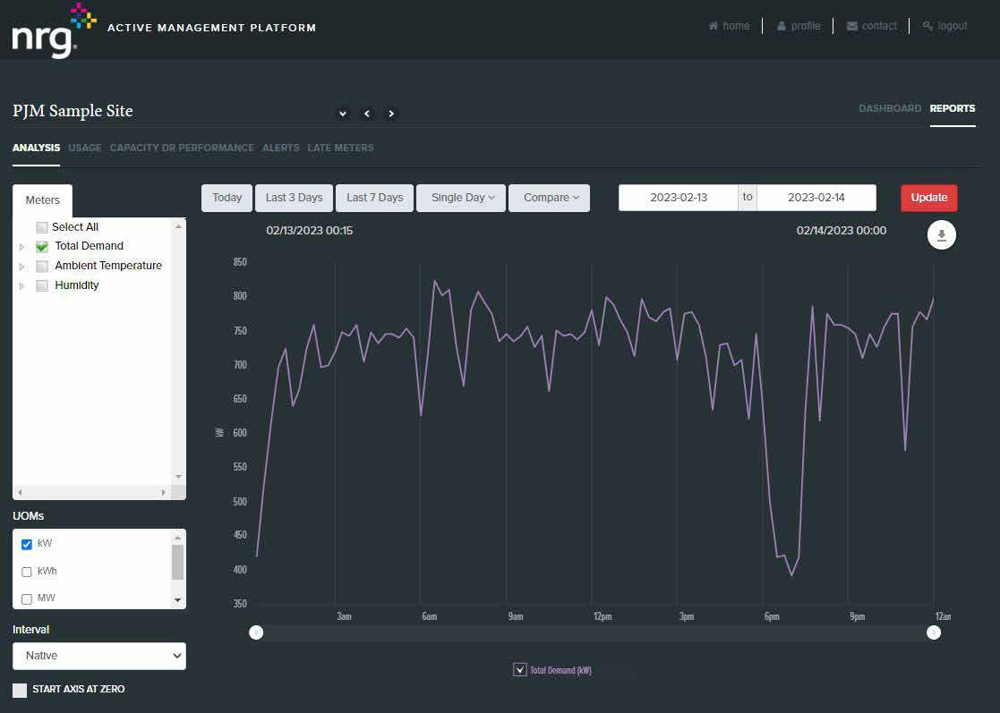 nrg.
ACTIVE MANAGEMENT PLATFORM
home profile contact logout
PJM Sample Site
DASHBOARD REPORTS
ANALYSIS USAGE CAPACITY DR PERFORMANCE ALERTS LATE METERS
Meters
Select All
Total Demand
Ambient Temperature
Humidity
UOMs
kW
kWh
MW
Interval
Native
START AXIS AT ZERO
Today Last 3 Days Last 7 Days Single Day Compare 2023-02-13 to 2023-02-14 Update
02/13/2023 00:15 02/14/2023 00:00
850
800
750
700
650
kW
600
550
500
450
400
350
3am 6am 9am 12pm 3pm 6pm 9pm 12am
Total Demand (kW)